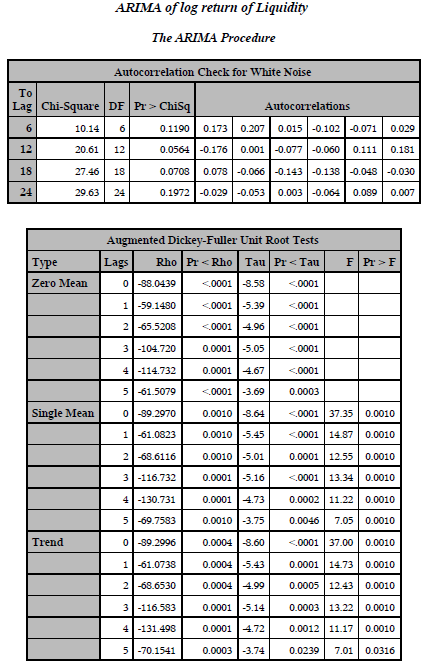 ARIMA of log return of Liquidity
The ARIMA Procedure
Autocorrelation Check for White Noise
To Lag Chi-Square DF Pr > ChiSq Autocorrelations
6 10.14 6 0.1190 0.173 0.207 0.015 -0.102 -0.071 0.029
12 20.61 12 0.0564 -0.176 0.001 -0.077 -0.060 0.111 0.181
18 27.46 18 0.0708 0.078 -0.066 -0.143 -0.138 -0.048 -0.030
24 29.63 24 0.1972 -0.029 -0.053 0.003 -0.064 0.089 0.007
Augmented Dickey-Fuller Unit Root Tests
Type Lags Rho Pr < Rho Tau Pr < Tau F Pr > F
Zero Mean 0 -88.0439 <.0001 -8.58 <.0001
1 -59.1480 <.0001 -5.39 <.0001
2 -65.5208 <.0001 -4.96 <.0001
3 -104.720 0.0001 -5.05 <.0001
4 -114.732 0.0001 -4.67 <.0001
5 -61.5079 <.0001 -3.69 0.0003
Single Mean 0 -89.2970 0.0010 -8.64 <.0001 37.35 0.0010
1 -61.0823 0.0010 -5.45 <.0001 14.87 0.0010
2 -68.6116 0.0010 -5.01 0.0001 12.55 0.0010
3 -116.732 0.0001 -5.16 <.0001 13.34 0.0010
4 -130.731 0.0001 -4.73 0.0002 11.22 0.0010
5 -69.7583 0.0010 -3.75 0.0046 7.05 0.0010
Trend 0 -89.2996 0.0004 -8.60 <.0001 37.00 0.0010
1 -61.0738 0.0004 -5.43 0.0001 14.73 0.0010
2 -68.6530 0.0004 -4.99 0.0005 12.43 0.0010
3 -116.583 0.0001 -5.14 0.0003 13.22 0.0010
4 -131.498 0.0001 -4.72 0.0012 11.17 0.0010
5 -70.1541 0.0003 -3.74 0.0239 7.01 0.0316